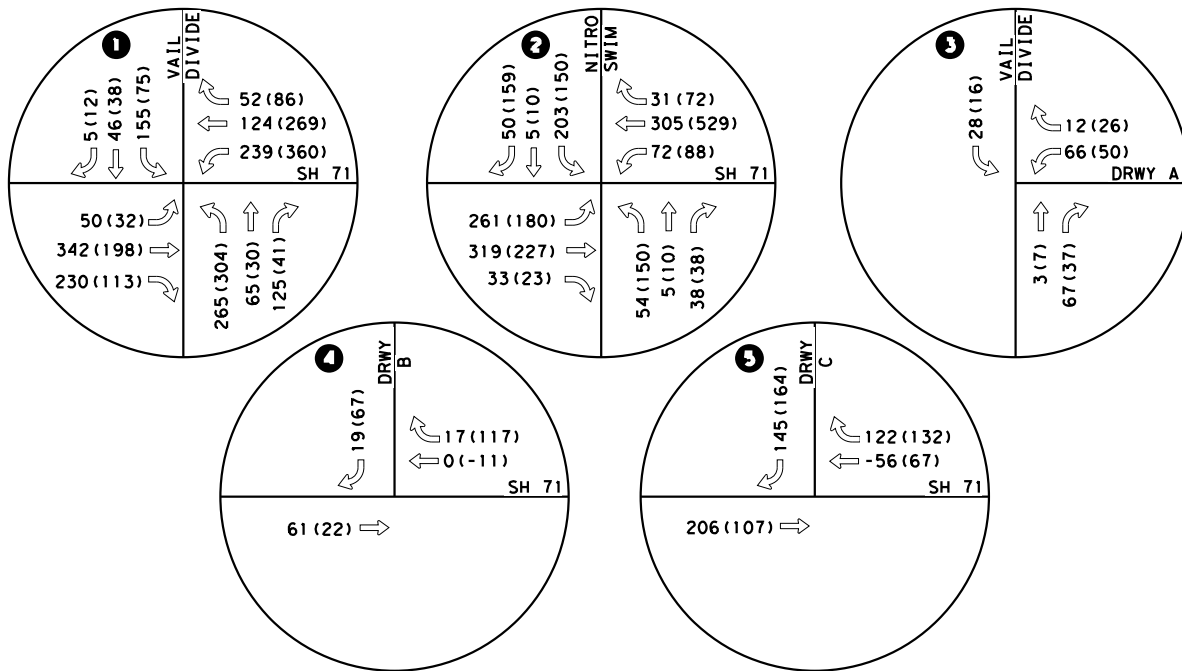 1
VAIL
DIVIDE
5(12)
46(38)
155(75)
52(86)
124(269)
239(360)
SH 71
50(32)
342(198)
230(113)
265(304)
65(30)
125(41)
2
NITRO
SWIM
50(159)
5(10)
203(150)
31(72)
305(529)
72(88)
SH 71
261(180)
319(227)
33(23)
54(150)
5(10)
38(38)
3
VAIL
DIVIDE
28(16)
12(26)
66(50)
DRWY A
3(7)
67(37)
4
DRWY
B
19(67)
17(117)
0(-11)
SH 71
61(22)
5
DRWY
C
145(164)
122(132)
-56(67)
SH 71
206(107)